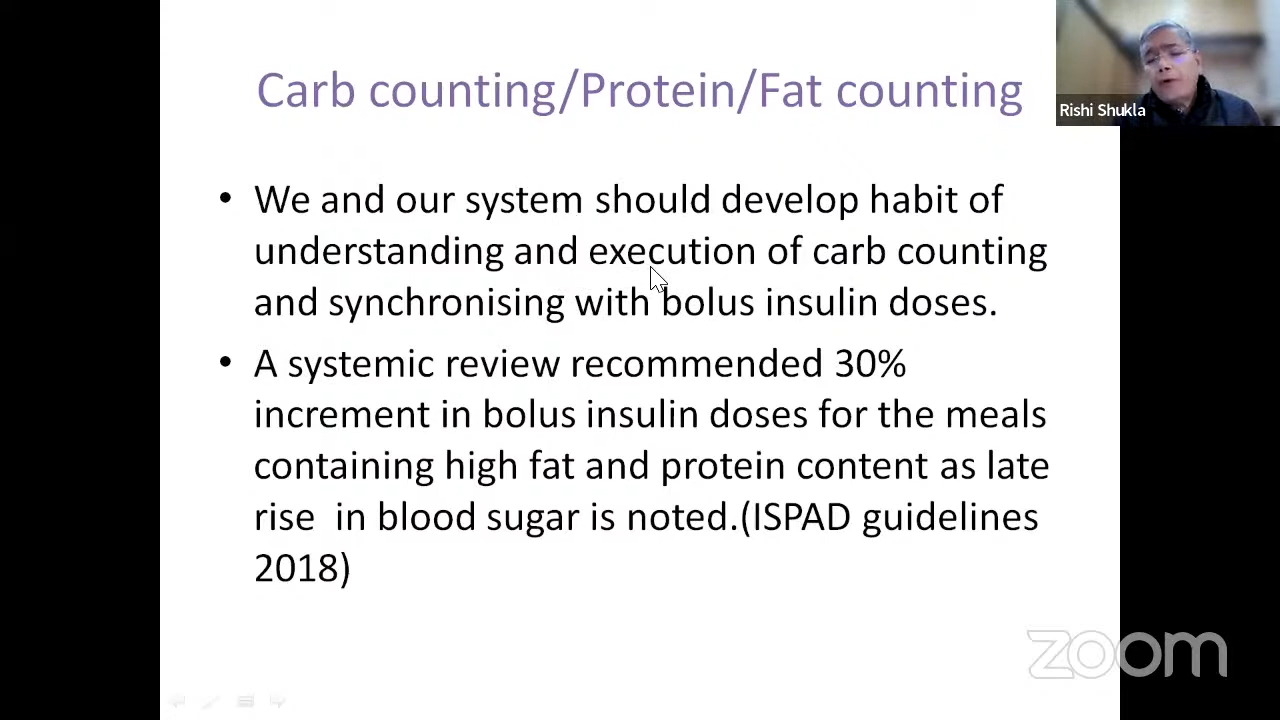 Carb counting/Protein/Fat counting
Rishi Shukla
• We and our system should develop habit of
understanding and execution of carb counting
and synchronising with bolus insulin doses.
• A systemic review recommended 30%
increment in bolus insulin doses for the meals
containing high fat and protein content as late
rise  in blood sugar is noted.(ISPAD guidelines
2018)
zoom